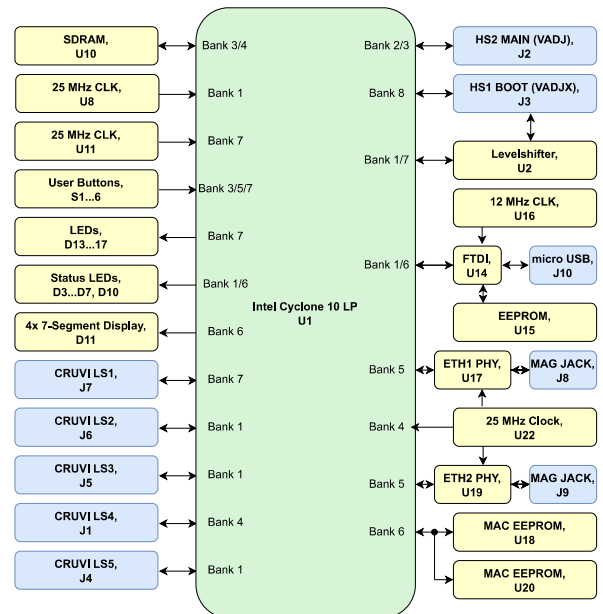 SDRAM,
U10
Bank 3/4
25 MHz CLK,
U8
Bank 1
25 MHz CLK,
U11
Bank 7
User Buttons,
S1...6
Bank 3/5/7
LEDs,
D13...17
Bank 7
Status LEDs,
D3...D7, D10
Bank 1/6
4x 7-Segment Display,
D11
Bank 6
CRUVI LS1,
J7
Bank 7
CRUVI LS2,
J6
Bank 1
CRUVI LS3,
J5
Bank 1
CRUVI LS4,
J1
Bank 4
CRUVI LS5,
J4
Bank 1
Intel Cyclone 10 LP
U1
Bank 2/3
HS2 MAIN (VADJ),
J2
Bank 8
HS1 BOOT (VADJX),
J3
Bank 1/7
Levelshifter,
U2
12 MHz CLK,
U16
Bank 1/6
FTDI,
U14
micro USB,
J10
EEPROM,
U15
Bank 5
ETH1 PHY,
U17
MAG JACK,
J8
Bank 4
25 MHz Clock,
U22
Bank 5
ETH2 PHY,
U19
MAG JACK,
J9
Bank 6
MAC EEPROM,
U18
MAC EEPROM,
U20